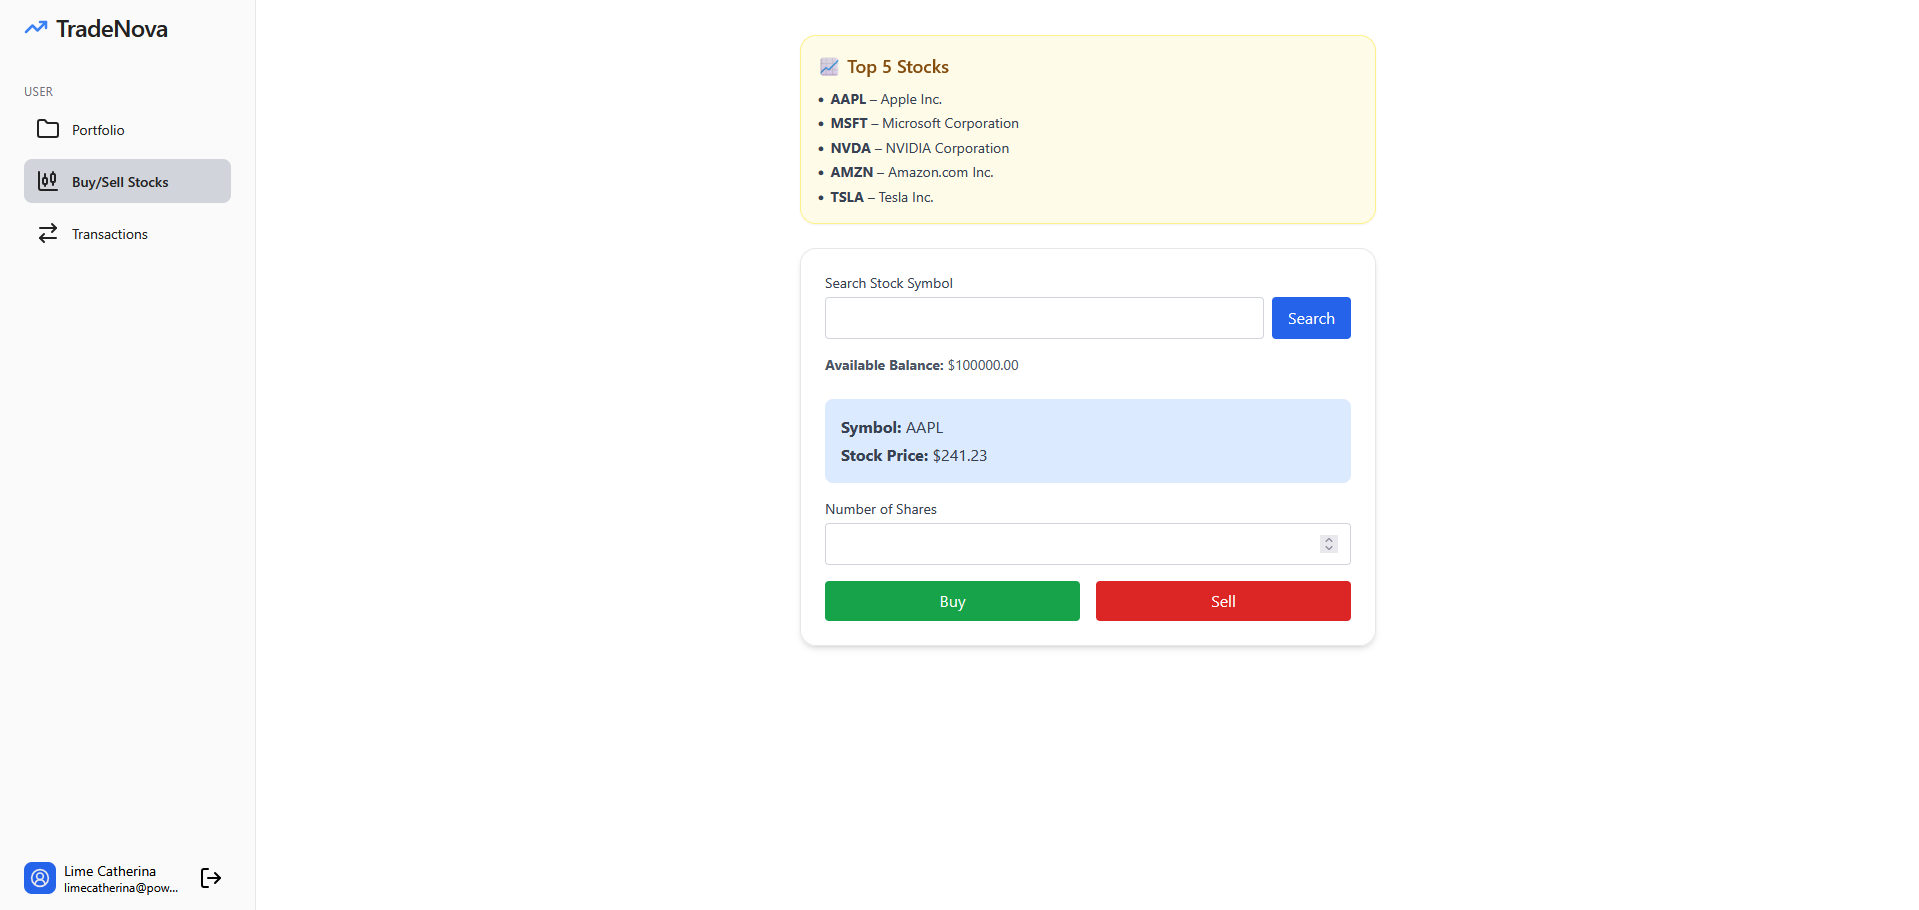 TradeNova
USER
Portfolio
Buy/Sell Stocks
Transactions
Lime Catherina
limecatherina@pow...
Top 5 Stocks
• AAPL – Apple Inc.
• MSFT – Microsoft Corporation
• NVDA – NVIDIA Corporation
• AMZN – Amazon.com Inc.
• TSLA – Tesla Inc.
Search Stock Symbol
Search
Available Balance: $100000.00
Symbol: AAPL
Stock Price: $241.23
Number of Shares
Buy
Sell